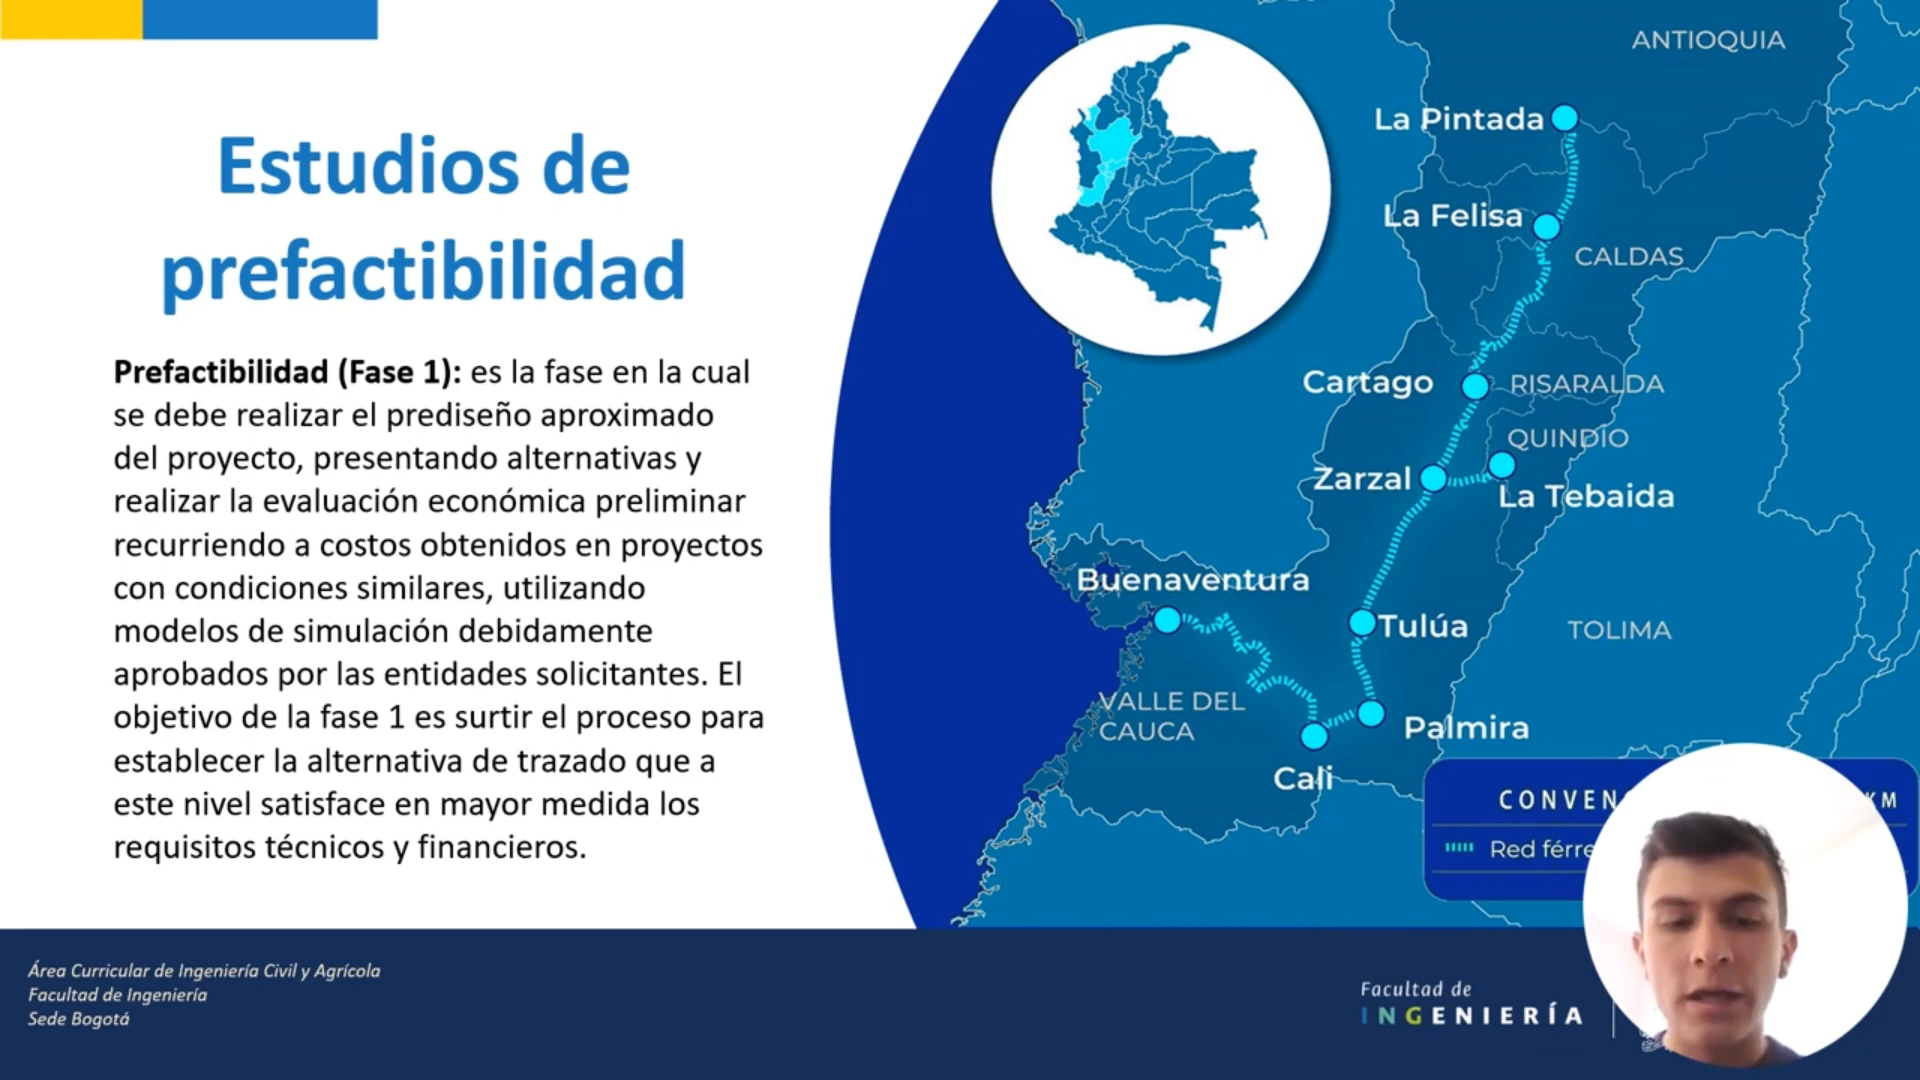 Estudios de
prefactibilidad
Prefactibilidad (Fase 1): es la fase en la cual
se debe realizar el prediseño aproximado
del proyecto, presentando alternativas y
realizar la evaluación económica preliminar
recurriendo a costos obtenidos en proyectos
con condiciones similares, utilizando
modelos de simulación debidamente
aprobados por las entidades solicitantes. El
objetivo de la fase 1 es surtir el proceso para
establecer la alternativa de trazado que a
este nivel satisface en mayor medida los
requisitos técnicos y financieros.
ANTIOQUIA
La Pintada
La Felisa
CALDAS
Cartago
RISARALDA
QUINDÍO
Zarzal
La Tebaida
Buenaventura
Tulúa
TOLIMA
VALLE DEL
CAUCA
Palmira
Cali
CONVEN
KM
Red férre
Área Curricular de Ingeniería Civil y Agrícola
Facultad de Ingeniería
Sede Bogotá
Facultad de
INGENIERÍA